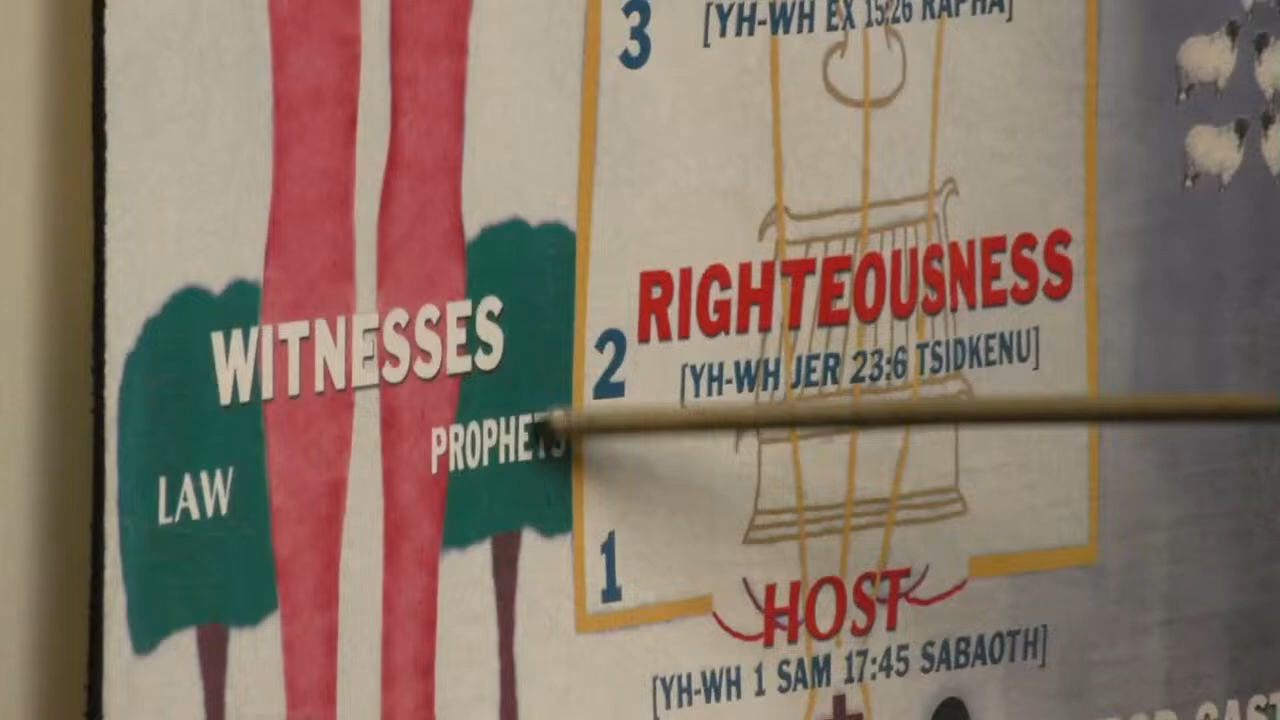 3
[YH-WH EX 15:26 RAPHA]
RIGHTEOUSNESS
2
[YH-WH JER 23:6 TSIDKENU]
WITNESSES
PROPHETS
LAW
1
HOST
[YH-WH 1 SAM 17:45 SABAOTH]